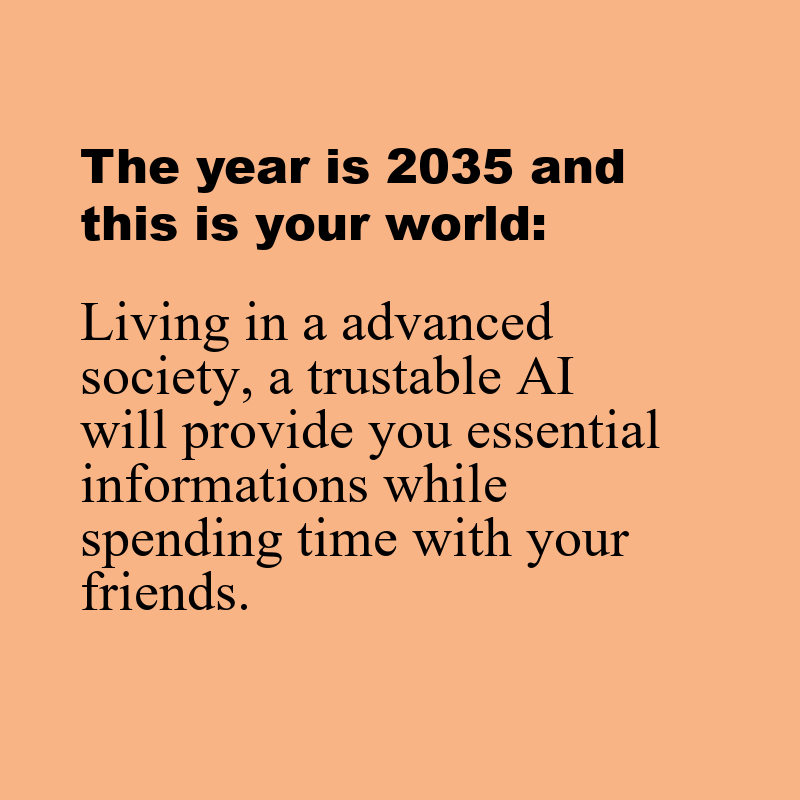 The year is 2035 and
this is your world:
Living in a advanced
society, a trustable AI
will provide you essential
informations while
spending time with your
friends.